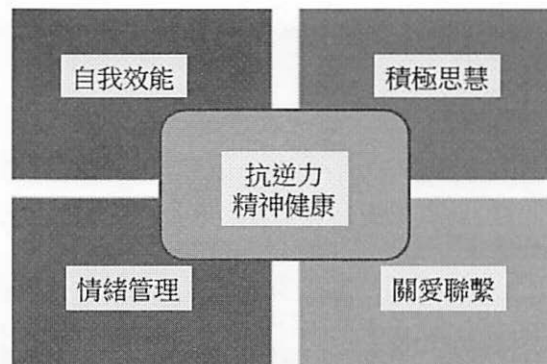 自我效能
積極思慧
抗逆力
精神健康
情緒管理
關愛聯繫